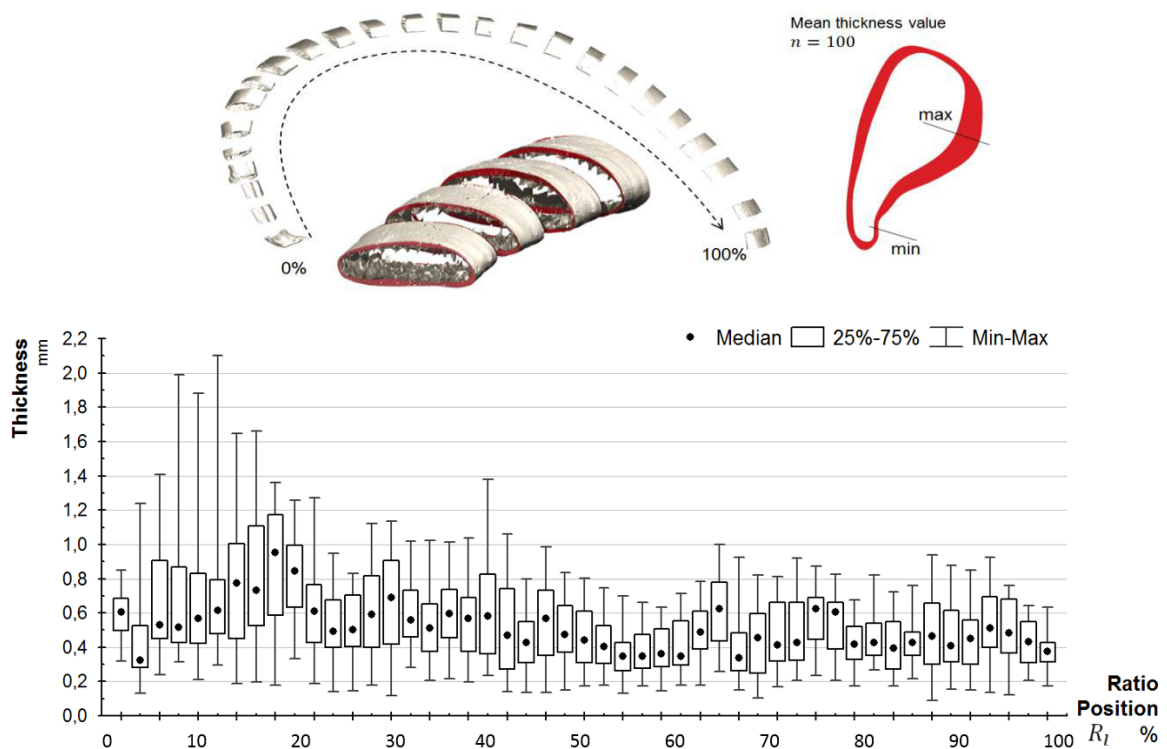 Mean thickness value
n = 100
max
min
0%
100%
Median 25%-75% Min-Max
Thickness
mm
2,2
2,0
1,8
1,6
1,4
1,2
1,0
0,8
0,6
0,4
0,2
0,0
0 10 20 30 40 50 60 70 80 90 100
Ratio
Position
Rl %